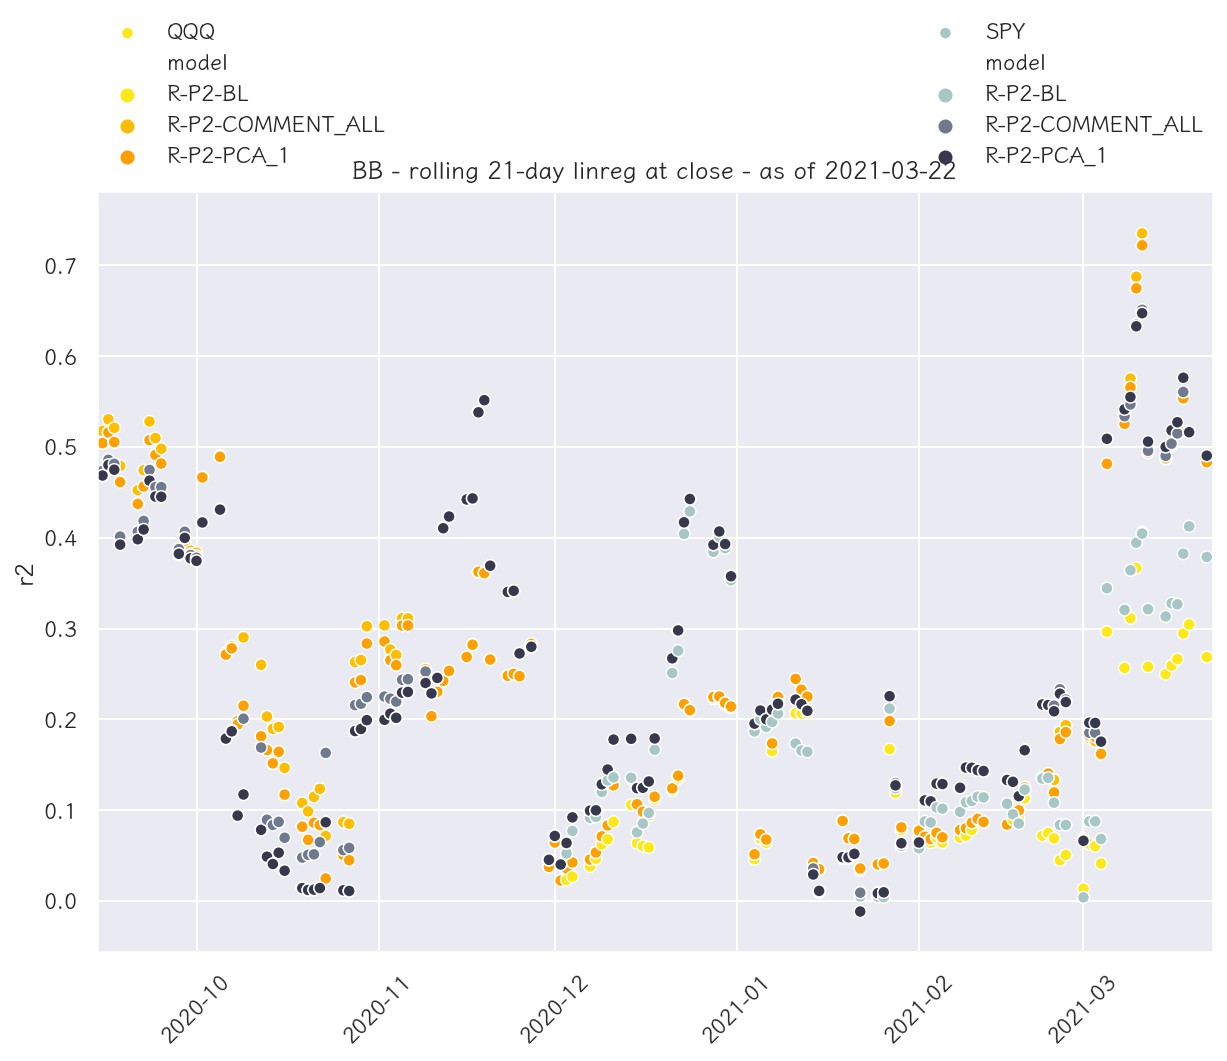 QQQ
model
R-P2-BL
R-P2-COMMENT_ALL
R-P2-PCA_1
SPY
model
R-P2-BL
R-P2-COMMENT_ALL
R-P2-PCA_1
BB - rolling 21-day linreg at close - as of 2021-03-22
r2
0.7
0.6
0.5
0.4
0.3
0.2
0.1
0.0
2020-10
2020-11
2020-12
2021-01
2021-02
2021-03